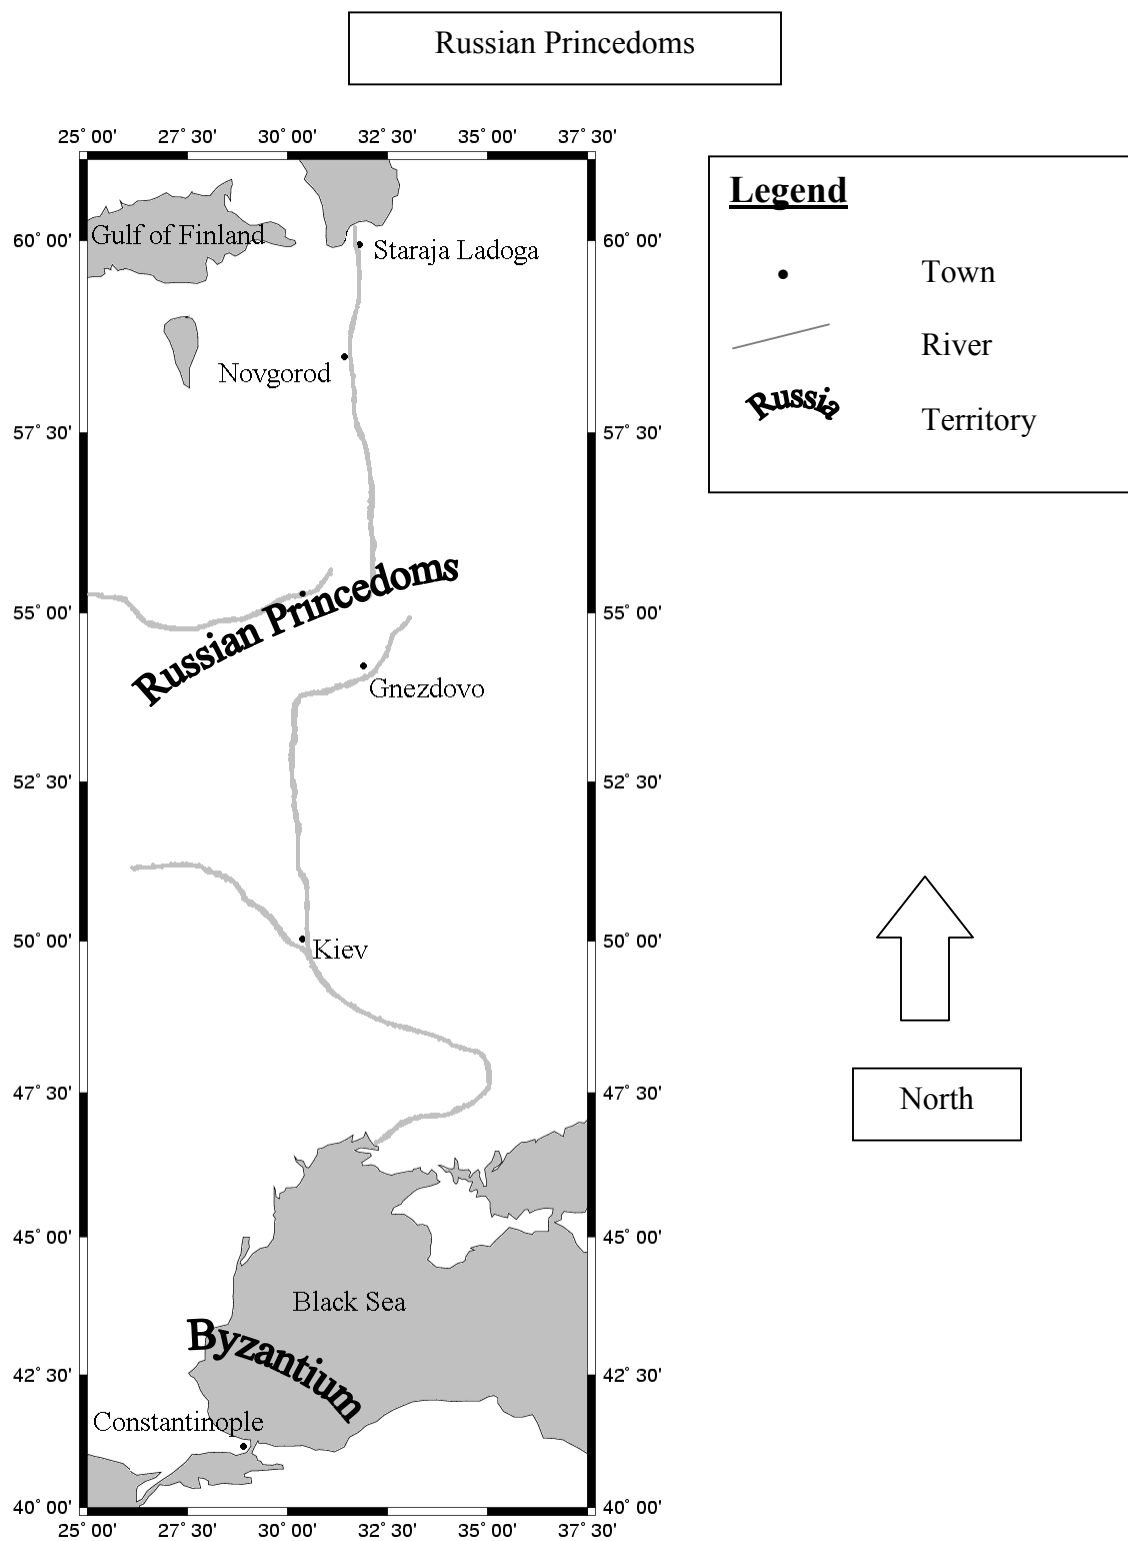 Russian Princedoms
25° 00' 27° 30' 30° 00' 32° 30' 35° 00' 37° 30'
Legend
Gulf of Finland
60° 00' 60° 00'
Staraja Ladoga
Town
River
Novgorod
Russia
Territory
57° 30' 57° 30'
Russian Princedoms
55° 00' 55° 00'
Gnezdovo
52° 30' 52° 30'
50° 00' 50° 00'
Kiev
47° 30' 47° 30'
North
45° 00' 45° 00'
Black Sea
Byzantium
42° 30' 42° 30'
Constantinople
40° 00' 40° 00'
25° 00' 27° 30' 30° 00' 32° 30' 35° 00' 37° 30'